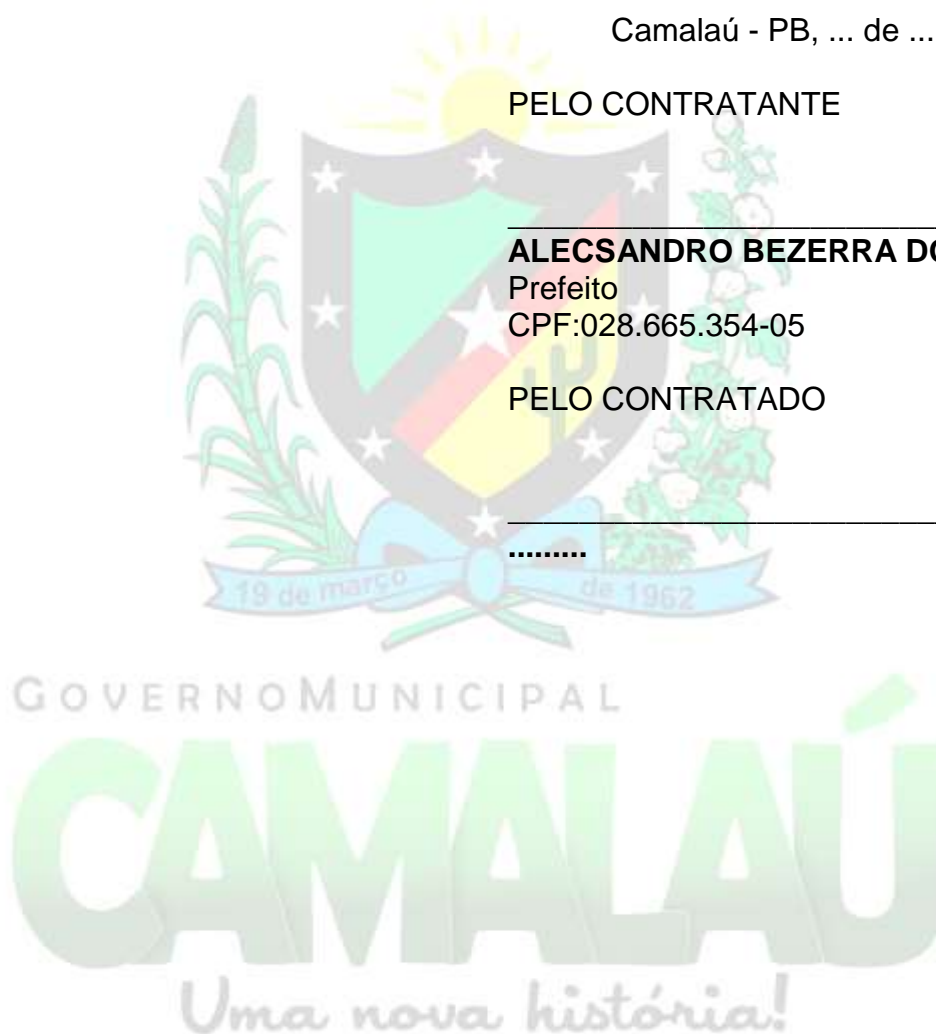 Camalaú - PB, ... de ...
PELO CONTRATANTE
ALECSANDRO BEZERRA DO
Prefeito
CPF:028.665.354-05
PELO CONTRATADO
.........
19 de março de 1962
GOVERNO MUNICIPAL
CAMALAÚ
Uma nova história!